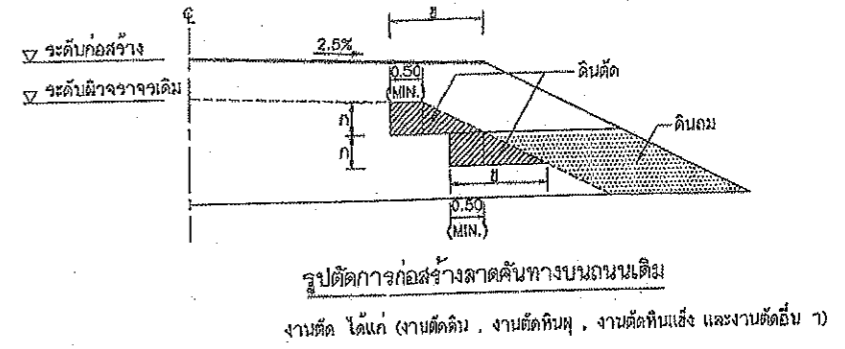 ℄
ข
▽ ระดับก่อสร้าง
2.5%
▽ ระดับผิวจราจรเดิม
0.50
(MIN.)
ดินตัด
ดินถม
ก
ก
ข
0.50
(MIN.)
รูปตัดการก่อสร้างลาดคันทางบนถนนเดิม
งานตัด ได้แก่ (งานตัดดิน , งานตัดหินผุ , งานตัดหินแข็ง และงานตัดอื่น ๆ)